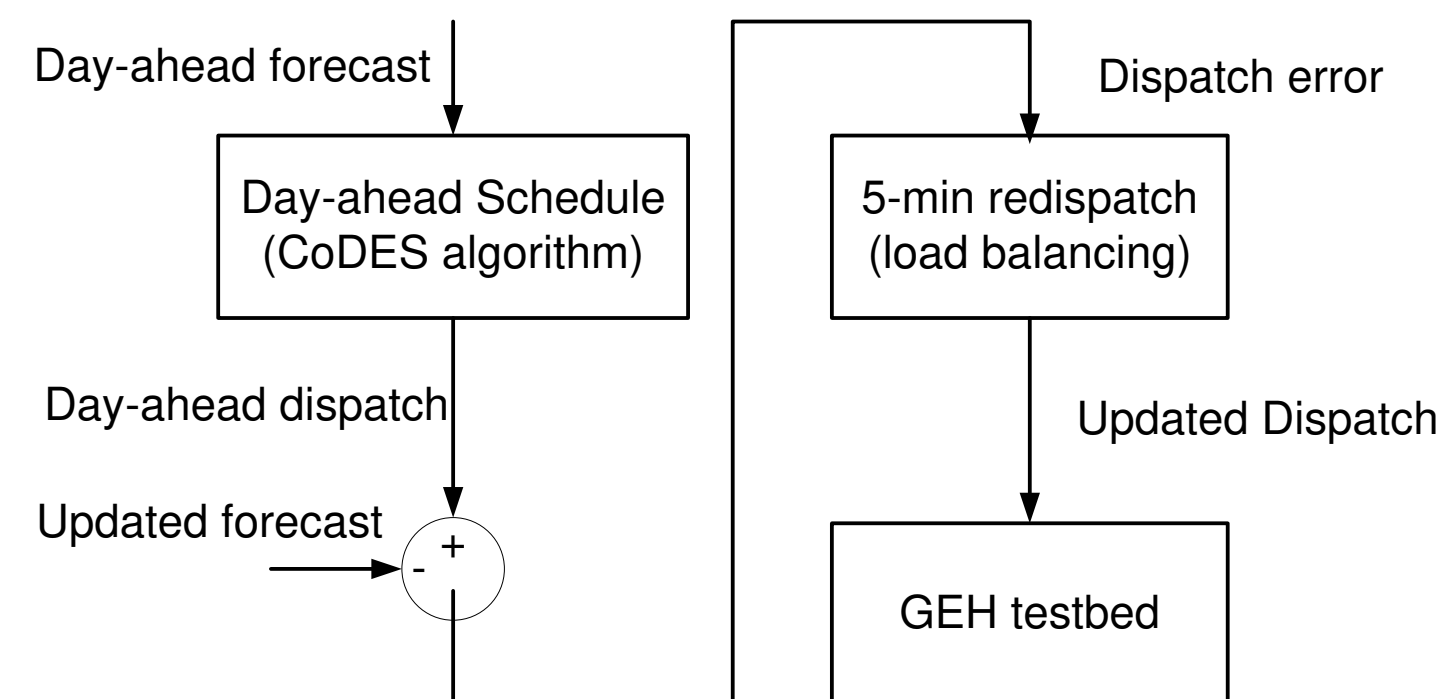 Day-ahead forecast
Day-ahead Schedule
(CoDES algorithm)
Day-ahead dispatch
Updated forecast
+
-
Dispatch error
5-min redispatch
(load balancing)
Updated Dispatch
GEH testbed